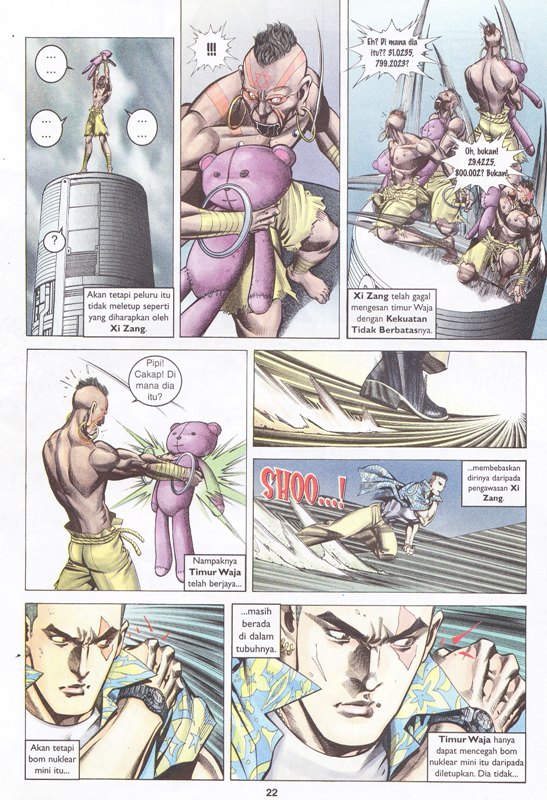 ...
...
...
...
...
...
?
Akan tetapi peluru itu
tidak meletup seperti
yang diharapkan oleh
Xi Zang.
!!!
Eh? Di mana dia
itu?? 31.0235,
799.2023?
Oh, bukan!
29.4225,
800.002? Bukan!
Xi Zang telah gagal
mengesan timur Waja
dengan Kekuatan
Tidak Berbatasnya.
Pipi!
Cakap! Di
mana dia
itu?
Nampaknya
Timur Waja
telah berjaya...
SHOO...!
...membebaskan
dirinya daripada
pengawasan Xi
Zang.
Akan tetapi
bom nuklear
mini itu...
...masih
berada
di dalam
tubuhnya.
Timur Waja hanya
dapat mencegah bom
nuklear mini itu daripada
diletupkan. Dia tidak...
22